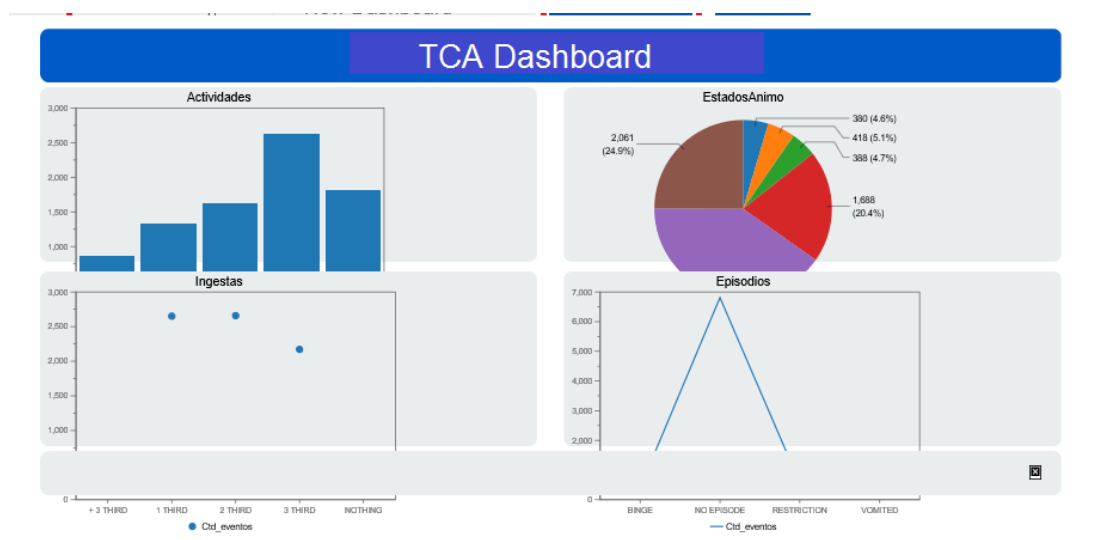 TCA Dashboard
Actividades
3,000
2,500
2,000
1,500
1,000
EstadosAnimo
380 (4.6%)
418 (5.1%)
388 (4.7%)
1,688
(20.4%)
2,061
(24.9%)
Ingestas
3,000
2,500
2,000
1,500
1,000
0
+ 3 THIRD
1 THIRD
2 THIRD
3 THIRD
NOTHING
Ctd_eventos
Episodios
7,000
6,000
5,000
4,000
3,000
2,000
0
BINGE
NO EPISODE
RESTRICTION
VOMITED
Ctd_eventos